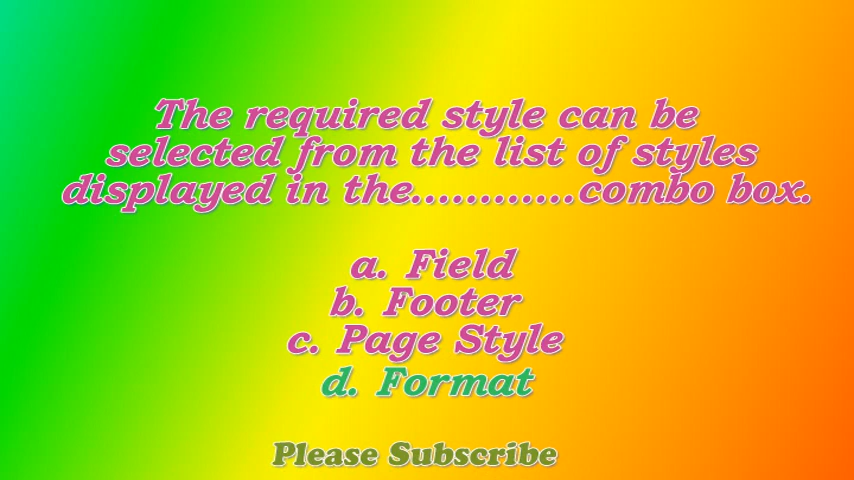 The required style can be
selected from the list of styles
displayed in the............combo box.
a. Field
b. Footer
c. Page Style
d. Format
Please Subscribe